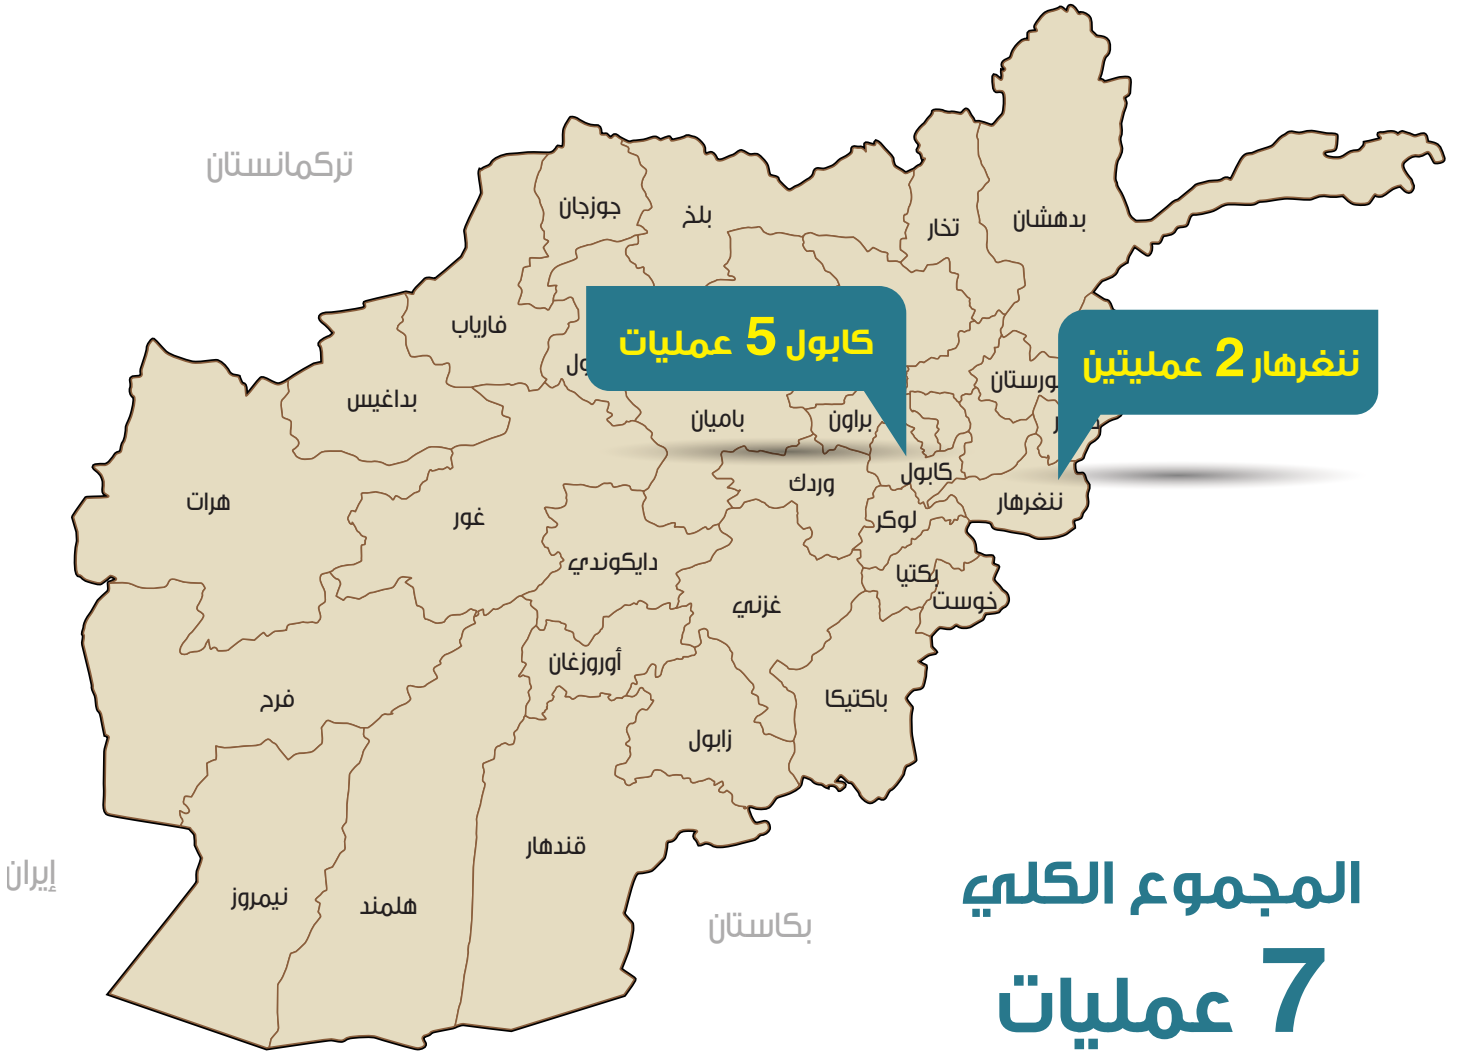 تركمانستان
جوزجان
بلخ
تخار
بدهشان
فارياب
كابول 5 عمليات
ننغرهار 2 عمليتين
بداغيس
باميان
براون
هرات
غور
وردك
كابول
ننغرهار
لوكر
دايكوندي
بكتيا
خوست
غزني
أوروزغان
فرح
باكتيكا
زابول
قندهار
نيمروز
هلمند
إيران
بكاستان
المجموع الكلي
7 عمليات